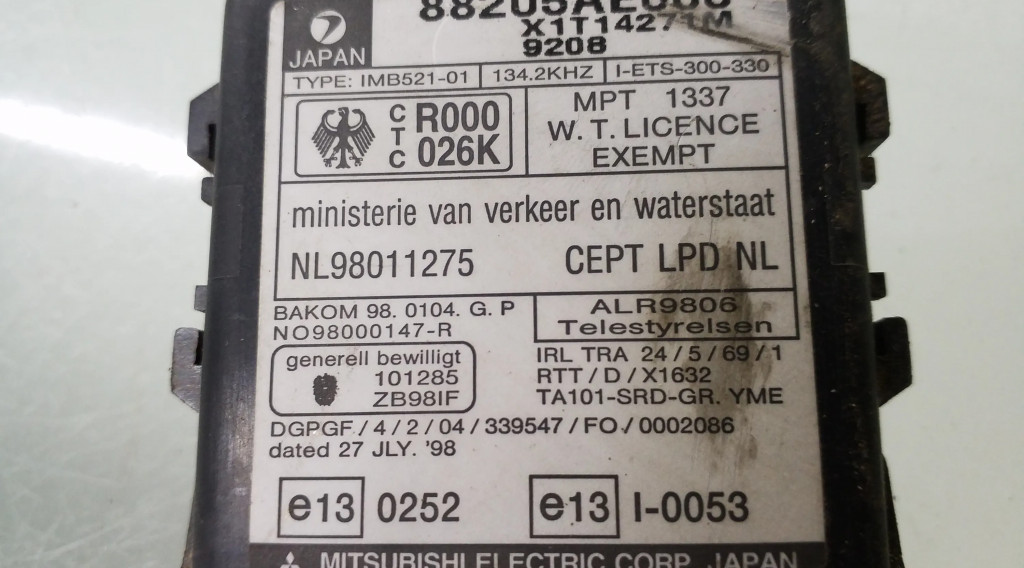 JAPAN
X1T14271M
9208
TYPE: IMB521-01 134.2KHZ I-ETS-300-330
CTC R000 026K
MPT 1337
W. T. LICENCE
EXEMPT
ministerie van verkeer en waterstaat
NL98011275 CEPT LPD NL
BAKOM 98. 0104. G. P
NO98000147-R
ALR9806
Telestyrelsen
generell bewilligt
101285
ZB98IF
IRL TRA 24/5/69/1
RTT/D/X1632
TA101-SRD-GR. YME
DGPGF./4/2/04/339547/FO./0002086
dated 27 JLY. '98
e13 0252 e13 I-0053
MITSUBISHI ELECTRIC CORP. JAPAN